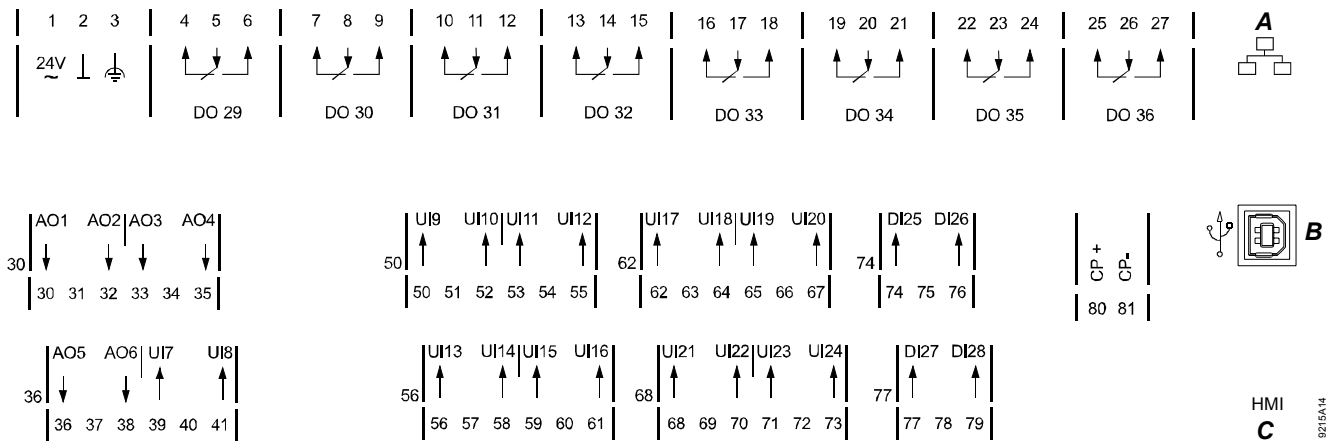 1 2 3 4 5 6 7 8 9 10 11 12 13 14 15 16 17 18 19 20 21 22 23 24 25 26 27 A
24V
~
DO 29 DO 30 DO 31 DO 32 DO 33 DO 34 DO 35 DO 36
AO1 AO2 AO3 AO4 UI9 UI10 UI11 UI12 UI17 UI18 UI19 UI20 DI25 DI26
CP + CP- B
30 50 62 74
30 31 32 33 34 35 50 51 52 53 54 55 62 63 64 65 66 67 74 75 76 80 81
AO5 AO6 UI7 UI8 UI13 UI14 UI15 UI16 UI21 UI22 UI23 UI24 DI27 DI28
36 56 68 77
36 37 38 39 40 41 56 57 58 59 60 61 68 69 70 71 72 73 77 78 79
HMI
C
9215A14